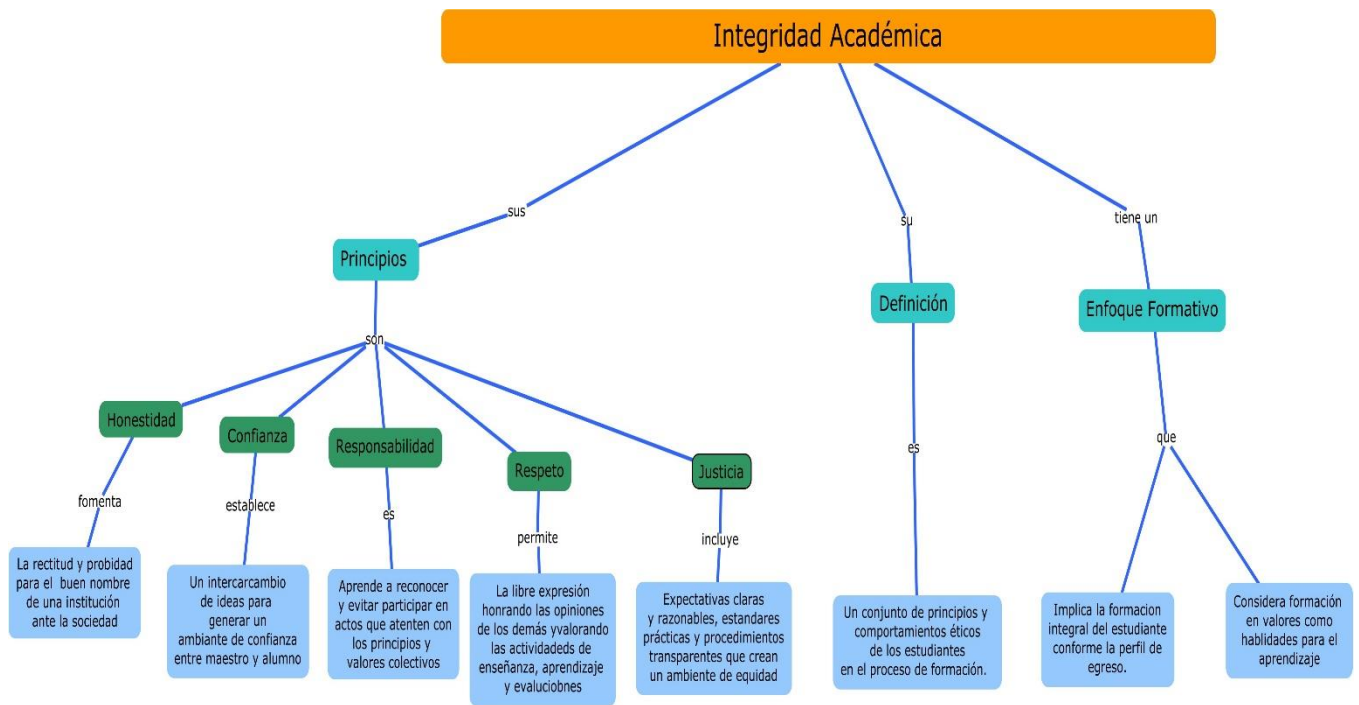 Integridad Académica
sus
su
tiene un
Principios
Definición
Enfoque Formativo
son
es
que
Honestidad
Confianza
Responsabilidad
Respeto
Justicia
fomenta
establece
es
permite
incluye
La rectitud y probidad
para el buen nombre
de una institución
ante la sociedad
Un intercarcambio
de ideas para
generar un
ambiante de confianza
entre maestro y alumno
Aprende a reconocer
y evitar participar en
actos que atenten con
los principios y
valores colectivos
La libre expresión
honrando las opiniones
de los demás yvalorando
las actividadeds de
enseñanza, aprendizaje
y evaluciobnes
Expectativas claras
y razonables, estandares
prácticas y procedimientos
transparentes que crean
un ambiente de equidad
Un conjunto de principios y
comportamientos éticos
de los estudiantes
en el proceso de formación.
Implica la formacion
integral del estudiante
conforme la perfil de
egreso.
Considera formación
en valores como
hablidades para el
aprendizaje